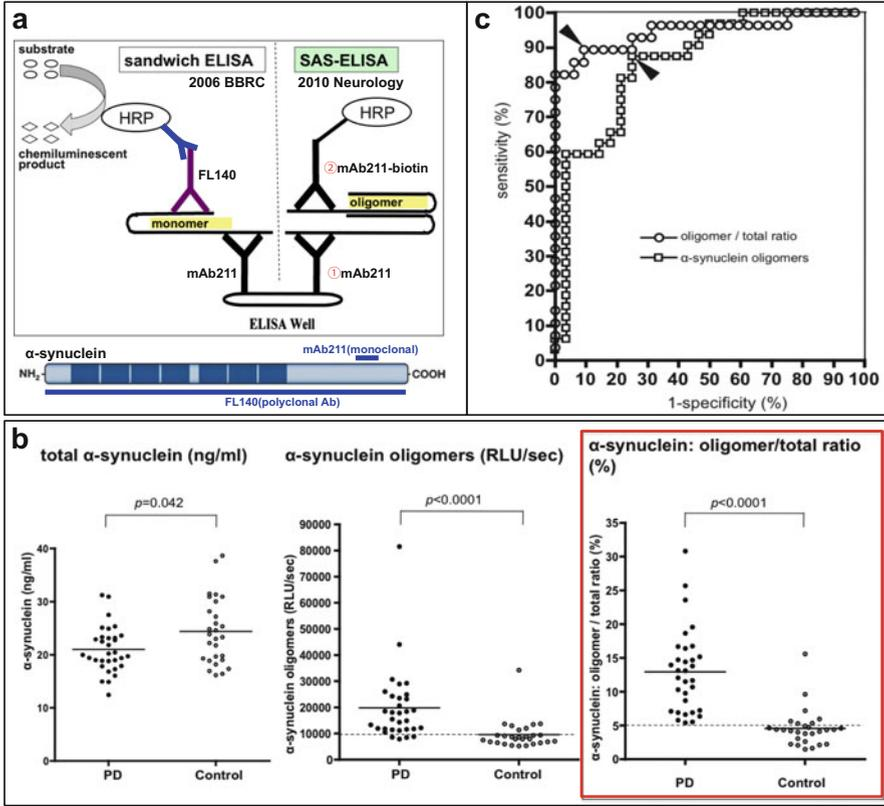 a
substrate
sandwich ELISA
2006 BBRC
SAS-ELISA
2010 Neurology
HRP
HRP
chemiluminescent
product
FL140
②mAb211-biotin
oligomer
monomer
mAb211
①mAb211
ELISA Well
α-synuclein
mAb211(monoclonal)
NH2
COOH
FL140(polyclonal Ab)
c
sensitivity (%)
100
90
80
70
60
50
40
30
20
10
0
oligomer / total ratio
α-synuclein oligomers
0 10 20 30 40 50 60 70 80 90 100
1-specificity (%)
b
total α-synuclein (ng/ml)
p=0.042
α-synuclein (ng/ml)
40
30
20
10
0
PD Control
α-synuclein oligomers (RLU/sec)
p<0.0001
α-synuclein oligomers (RLU/sec)
90000
80000
70000
60000
50000
40000
30000
20000
10000
0
PD Control
α-synuclein: oligomer/total ratio
(%)
p<0.0001
α-synuclein: oligomer / total ratio (%)
35
30
25
20
15
10
5
0
PD Control